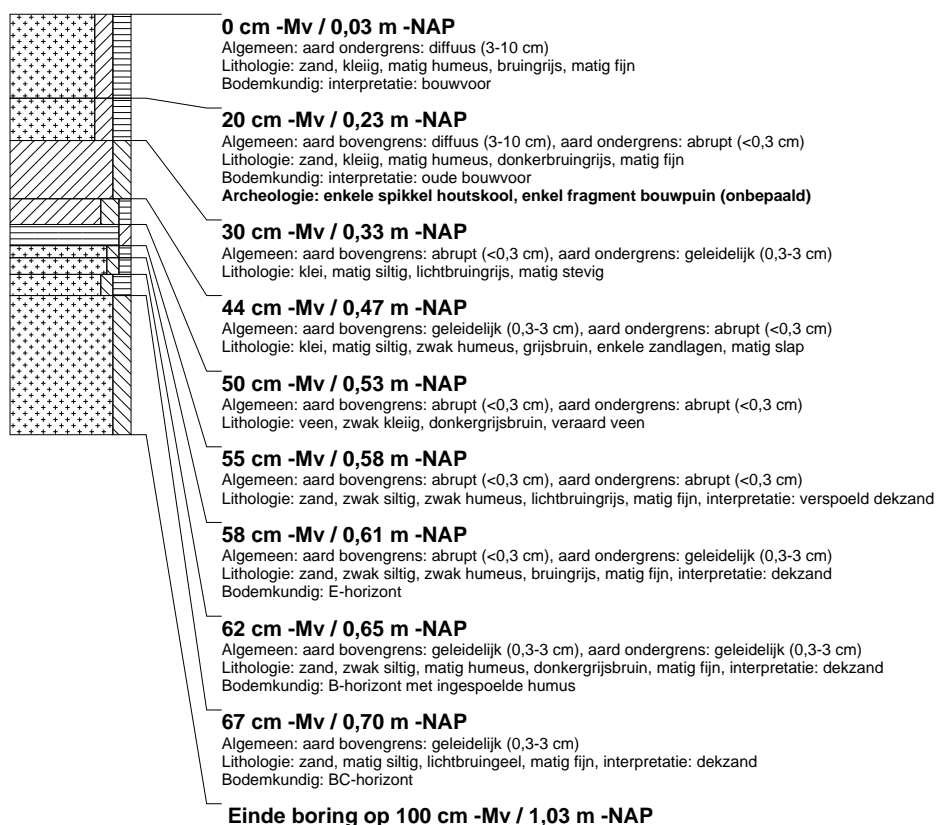 0 cm -Mv / 0,03 m -NAP
Algemeen: aard ondergrens: diffuus (3-10 cm)
Lithologie: zand, kleiig, matig humeus, bruingrijs, matig fijn
Bodemkundig: interpretatie: bouwvoor
20 cm -Mv / 0,23 m -NAP
Algemeen: aard bovengrens: diffuus (3-10 cm), aard ondergrens: abrupt (<0,3 cm)
Lithologie: zand, kleiig, matig humeus, donkerbruingrijs, matig fijn
Bodemkundig: interpretatie: oude bouwvoor
Archeologie: enkele spikkel houtskool, enkel fragment bouwpuin (onbepaald)
30 cm -Mv / 0,33 m -NAP
Algemeen: aard bovengrens: abrupt (<0,3 cm), aard ondergrens: geleidelijk (0,3-3 cm)
Lithologie: klei, matig siltig, lichtbruingrijs, matig stevig
44 cm -Mv / 0,47 m -NAP
Algemeen: aard bovengrens: geleidelijk (0,3-3 cm), aard ondergrens: abrupt (<0,3 cm)
Lithologie: klei, matig siltig, zwak humeus, grijsbruin, enkele zandlagen, matig slap
50 cm -Mv / 0,53 m -NAP
Algemeen: aard bovengrens: abrupt (<0,3 cm), aard ondergrens: abrupt (<0,3 cm)
Lithologie: veen, zwak kleiig, donkergrijsbruin, veraard veen
55 cm -Mv / 0,58 m -NAP
Algemeen: aard bovengrens: abrupt (<0,3 cm), aard ondergrens: abrupt (<0,3 cm)
Lithologie: zand, zwak siltig, zwak humeus, lichtbruingrijs, matig fijn, interpretatie: verspoeld dekzand
58 cm -Mv / 0,61 m -NAP
Algemeen: aard bovengrens: abrupt (<0,3 cm), aard ondergrens: geleidelijk (0,3-3 cm)
Lithologie: zand, zwak siltig, zwak humeus, bruingrijs, matig fijn, interpretatie: dekzand
Bodemkundig: E-horizont
62 cm -Mv / 0,65 m -NAP
Algemeen: aard bovengrens: geleidelijk (0,3-3 cm), aard ondergrens: geleidelijk (0,3-3 cm)
Lithologie: zand, zwak siltig, matig humeus, donkergrijsbruin, matig fijn, interpretatie: dekzand
Bodemkundig: B-horizont met ingespoelde humus
67 cm -Mv / 0,70 m -NAP
Algemeen: aard bovengrens: geleidelijk (0,3-3 cm)
Lithologie: zand, matig siltig, lichtbruingeel, matig fijn, interpretatie: dekzand
Bodemkundig: BC-horizont
Einde boring op 100 cm -Mv / 1,03 m -NAP